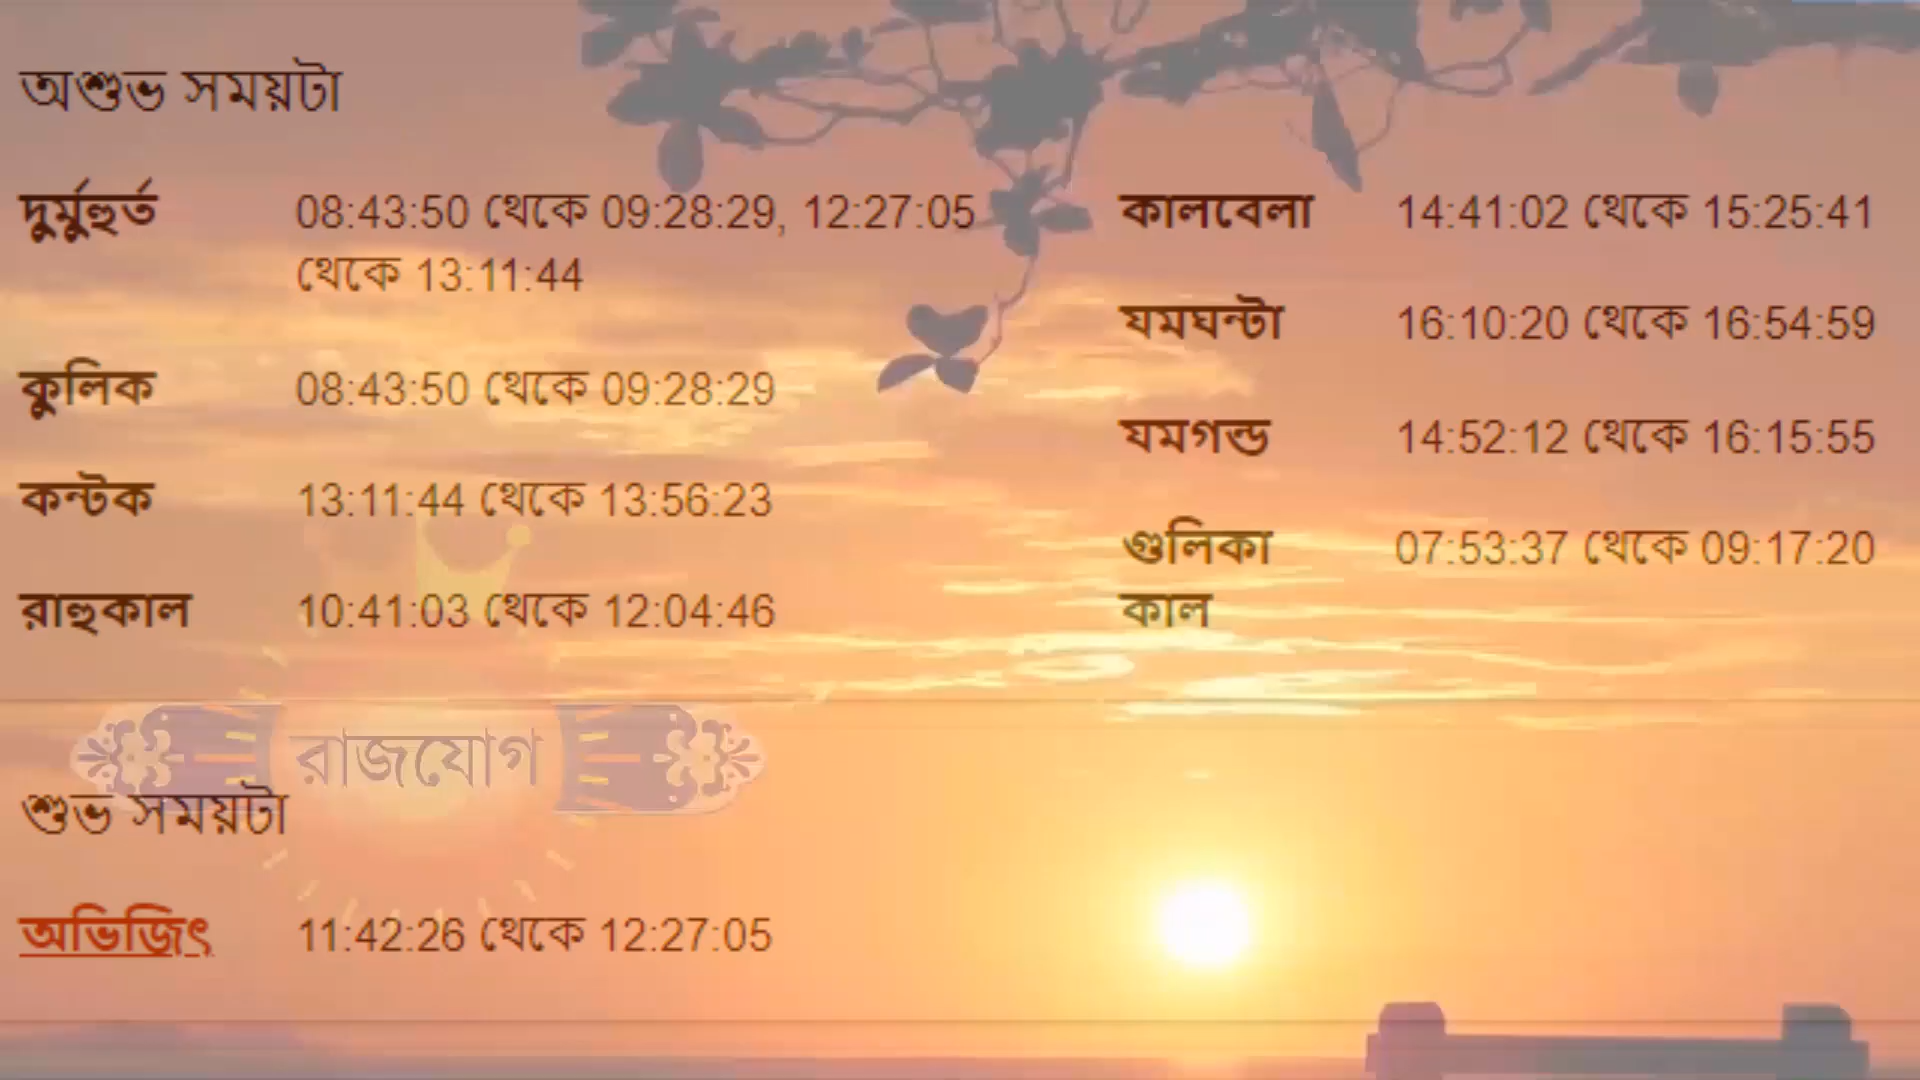 অশুভ সময়টা
দুর্মুহুর্ত 08:43:50 থেকে 09:28:29, 12:27:05
থেকে 13:11:44
কুলিক 08:43:50 থেকে 09:28:29
কন্টক 13:11:44 থেকে 13:56:23
রাহুকাল 10:41:03 থেকে 12:04:46
কালবেলা 14:41:02 থেকে 15:25:41
যমঘন্টা 16:10:20 থেকে 16:54:59
যমগন্ড 14:52:12 থেকে 16:15:55
গুলিকা 07:53:37 থেকে 09:17:20
কাল
রাজযোগ
শুভ সময়টা
অভিজিৎ 11:42:26 থেকে 12:27:05